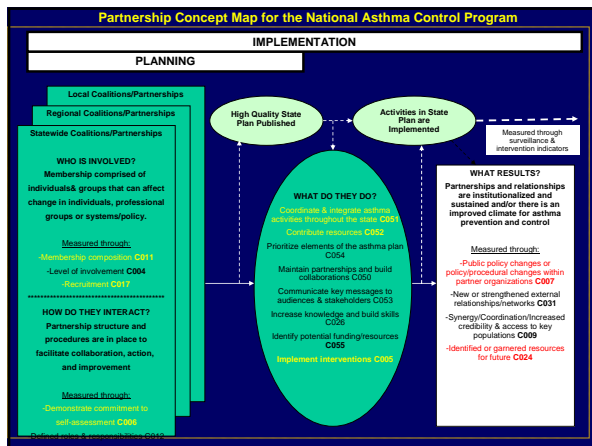 Partnership Concept Map for the National Asthma Control Program
IMPLEMENTATION
PLANNING
Local Coalitions/Partnerships
Regional Coalitions/Partnerships
Statewide Coalitions/Partnerships
WHO IS INVOLVED?
Membership comprised of
individuals& groups that can affect
change in individuals, professional
groups or systems/policy.
Measured through:
-Membership composition C011
-Level of involvement C004
-Recruitment C017
****************************************
HOW DO THEY INTERACT?
Partnership structure and
procedures are in place to
facilitate collaboration, action,
and improvement
Measured through:
-Demonstrate commitment to
self-assessment C006
-Defined roles & responsibilities C012
High Quality State
Plan Published
Activities in State
Plan are
Implemented
Measured through
surveillance &
intervention indicators
WHAT DO THEY DO?
Coordinate & integrate asthma
activities throughout the state C051
Contribute resources C052
Prioritize elements of the asthma plan
C054
Maintain partnerships and build
collaborations C050
Communicate key messages to
audiences & stakeholders C053
Increase knowledge and build skills
C026
Identify potential funding/resources
C055
Implement interventions C005
WHAT RESULTS?
Partnerships and relationships
are institutionalized and
sustained and/or there is an
improved climate for asthma
prevention and control
Measured through:
-Public policy changes or
policy/procedural changes within
partner organizations C007
-New or strengthened external
relationships/networks C031
-Synergy/Coordination/Increased
credibility & access to key
populations C009
-Identified or garnered resources
for future C024